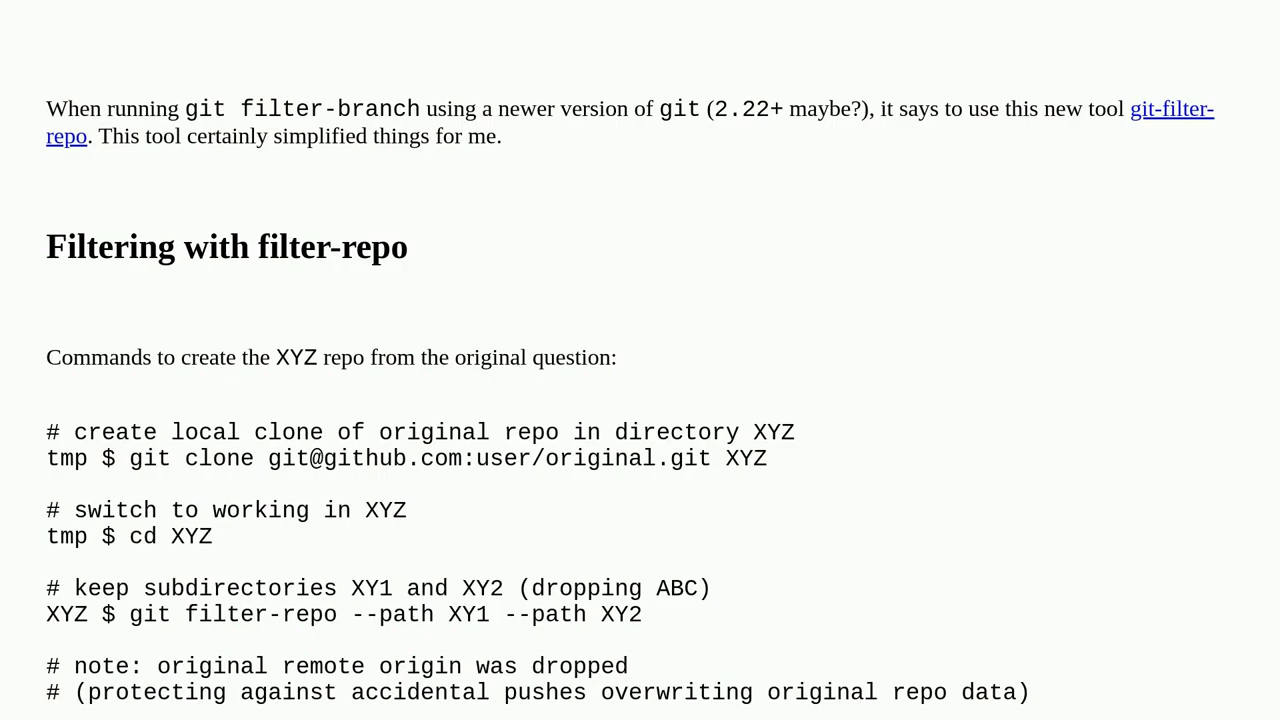 When running git filter-branch using a newer version of git (2.22+ maybe?), it says to use this new tool git-filter-
repo. This tool certainly simplified things for me.
Filtering with filter-repo
Commands to create the XYZ repo from the original question:
# create local clone of original repo in directory XYZ
tmp $ git clone git@github.com:user/original.git XYZ
# switch to working in XYZ
tmp $ cd XYZ
# keep subdirectories XY1 and XY2 (dropping ABC)
XYZ $ git filter-repo --path XY1 --path XY2
# note: original remote origin was dropped
# (protecting against accidental pushes overwriting original repo data)